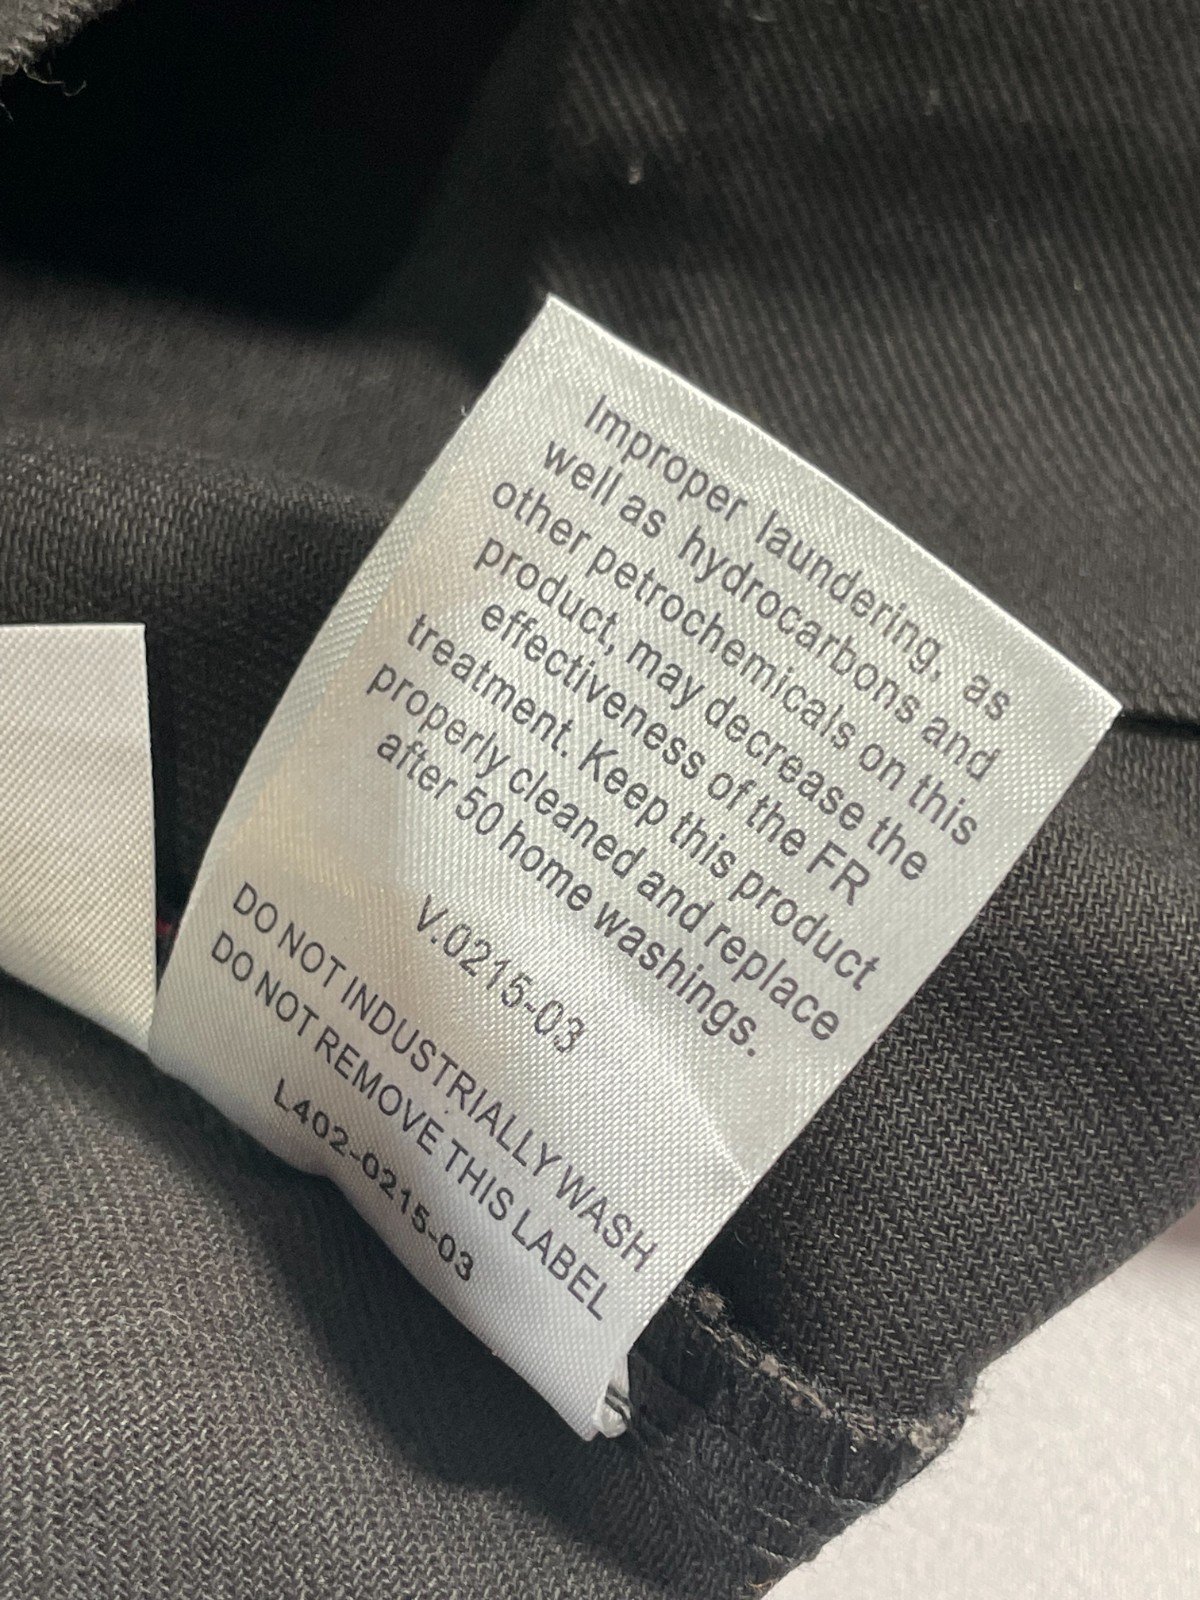 Improper laundering, as
well as hydrocarbons and
other petrochemicals on this
product, may decrease the
effectiveness of the FR
treatment. Keep this product
properly cleaned and replace
after 50 home washings.
V.0215-03
DO NOT INDUSTRIALLY WASH
DO NOT REMOVE THIS LABEL
L402-0215-03